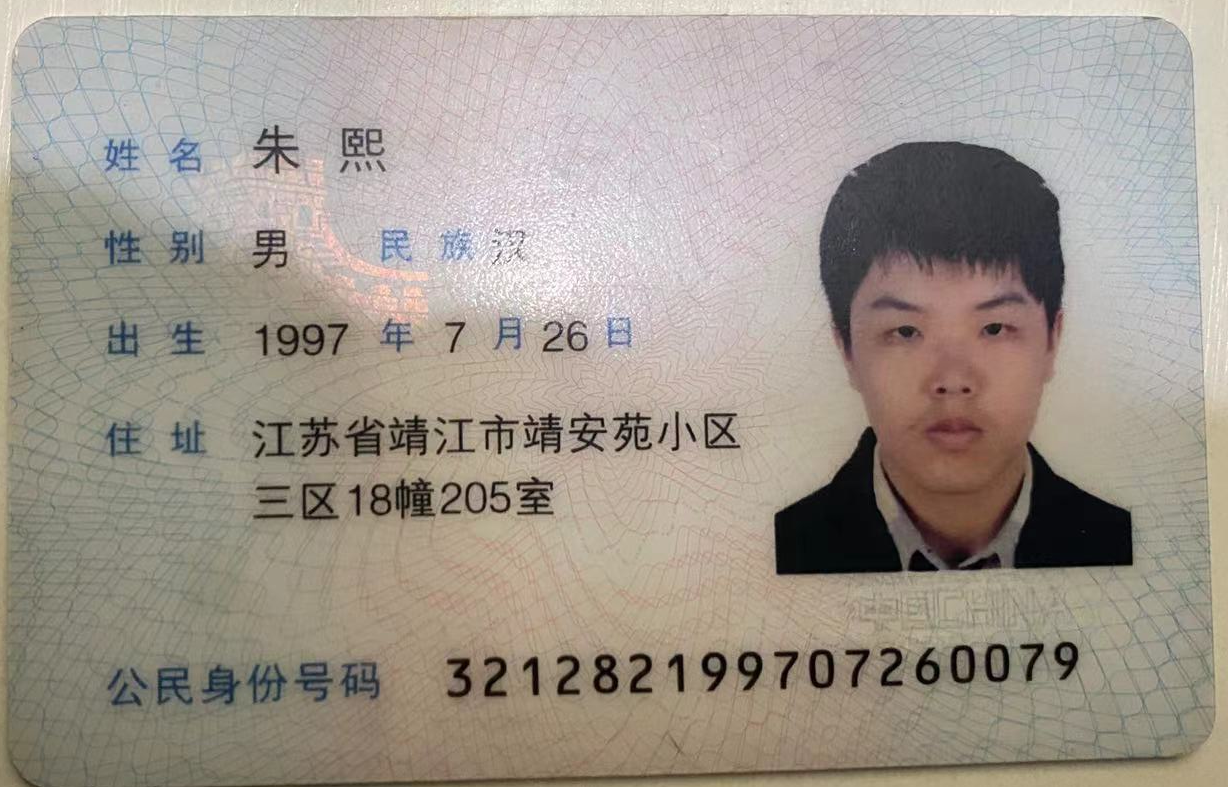 姓名 朱熙
性别 男 民族 汉
出生 1997 年 7 月 26 日
住址 江苏省靖江市靖安苑小区
三区18幢205室
中国CHINA
公民身份号码 321282199707260079